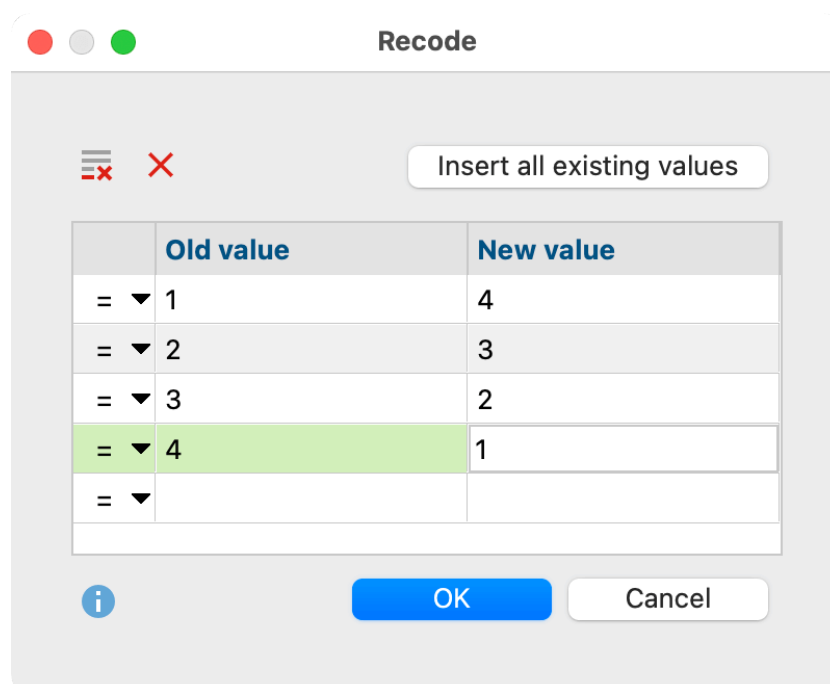 Recode
Insert all existing values
Old value New value
= 1 4
= 2 3
= 3 2
= 4 1
=
OK Cancel